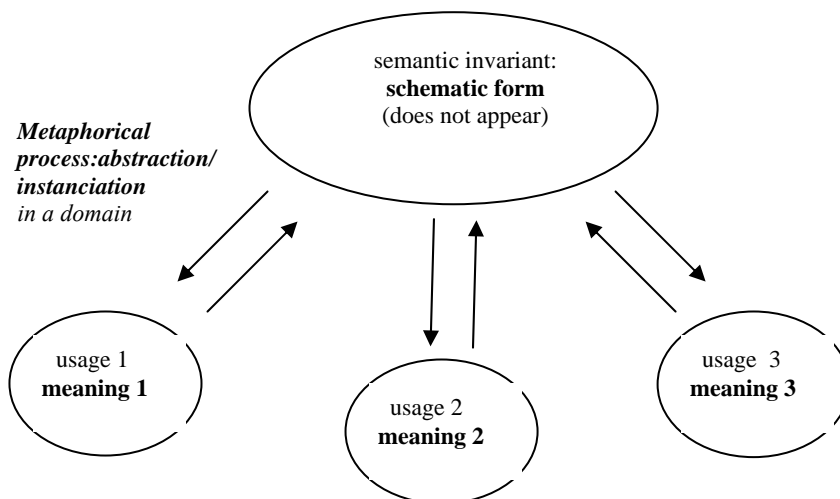 semantic invariant:
schematic form
(does not appear)
Metaphorical
process:abstraction/
instanciation
in a domain
usage 1
meaning 1
usage 2
meaning 2
usage 3
meaning 3